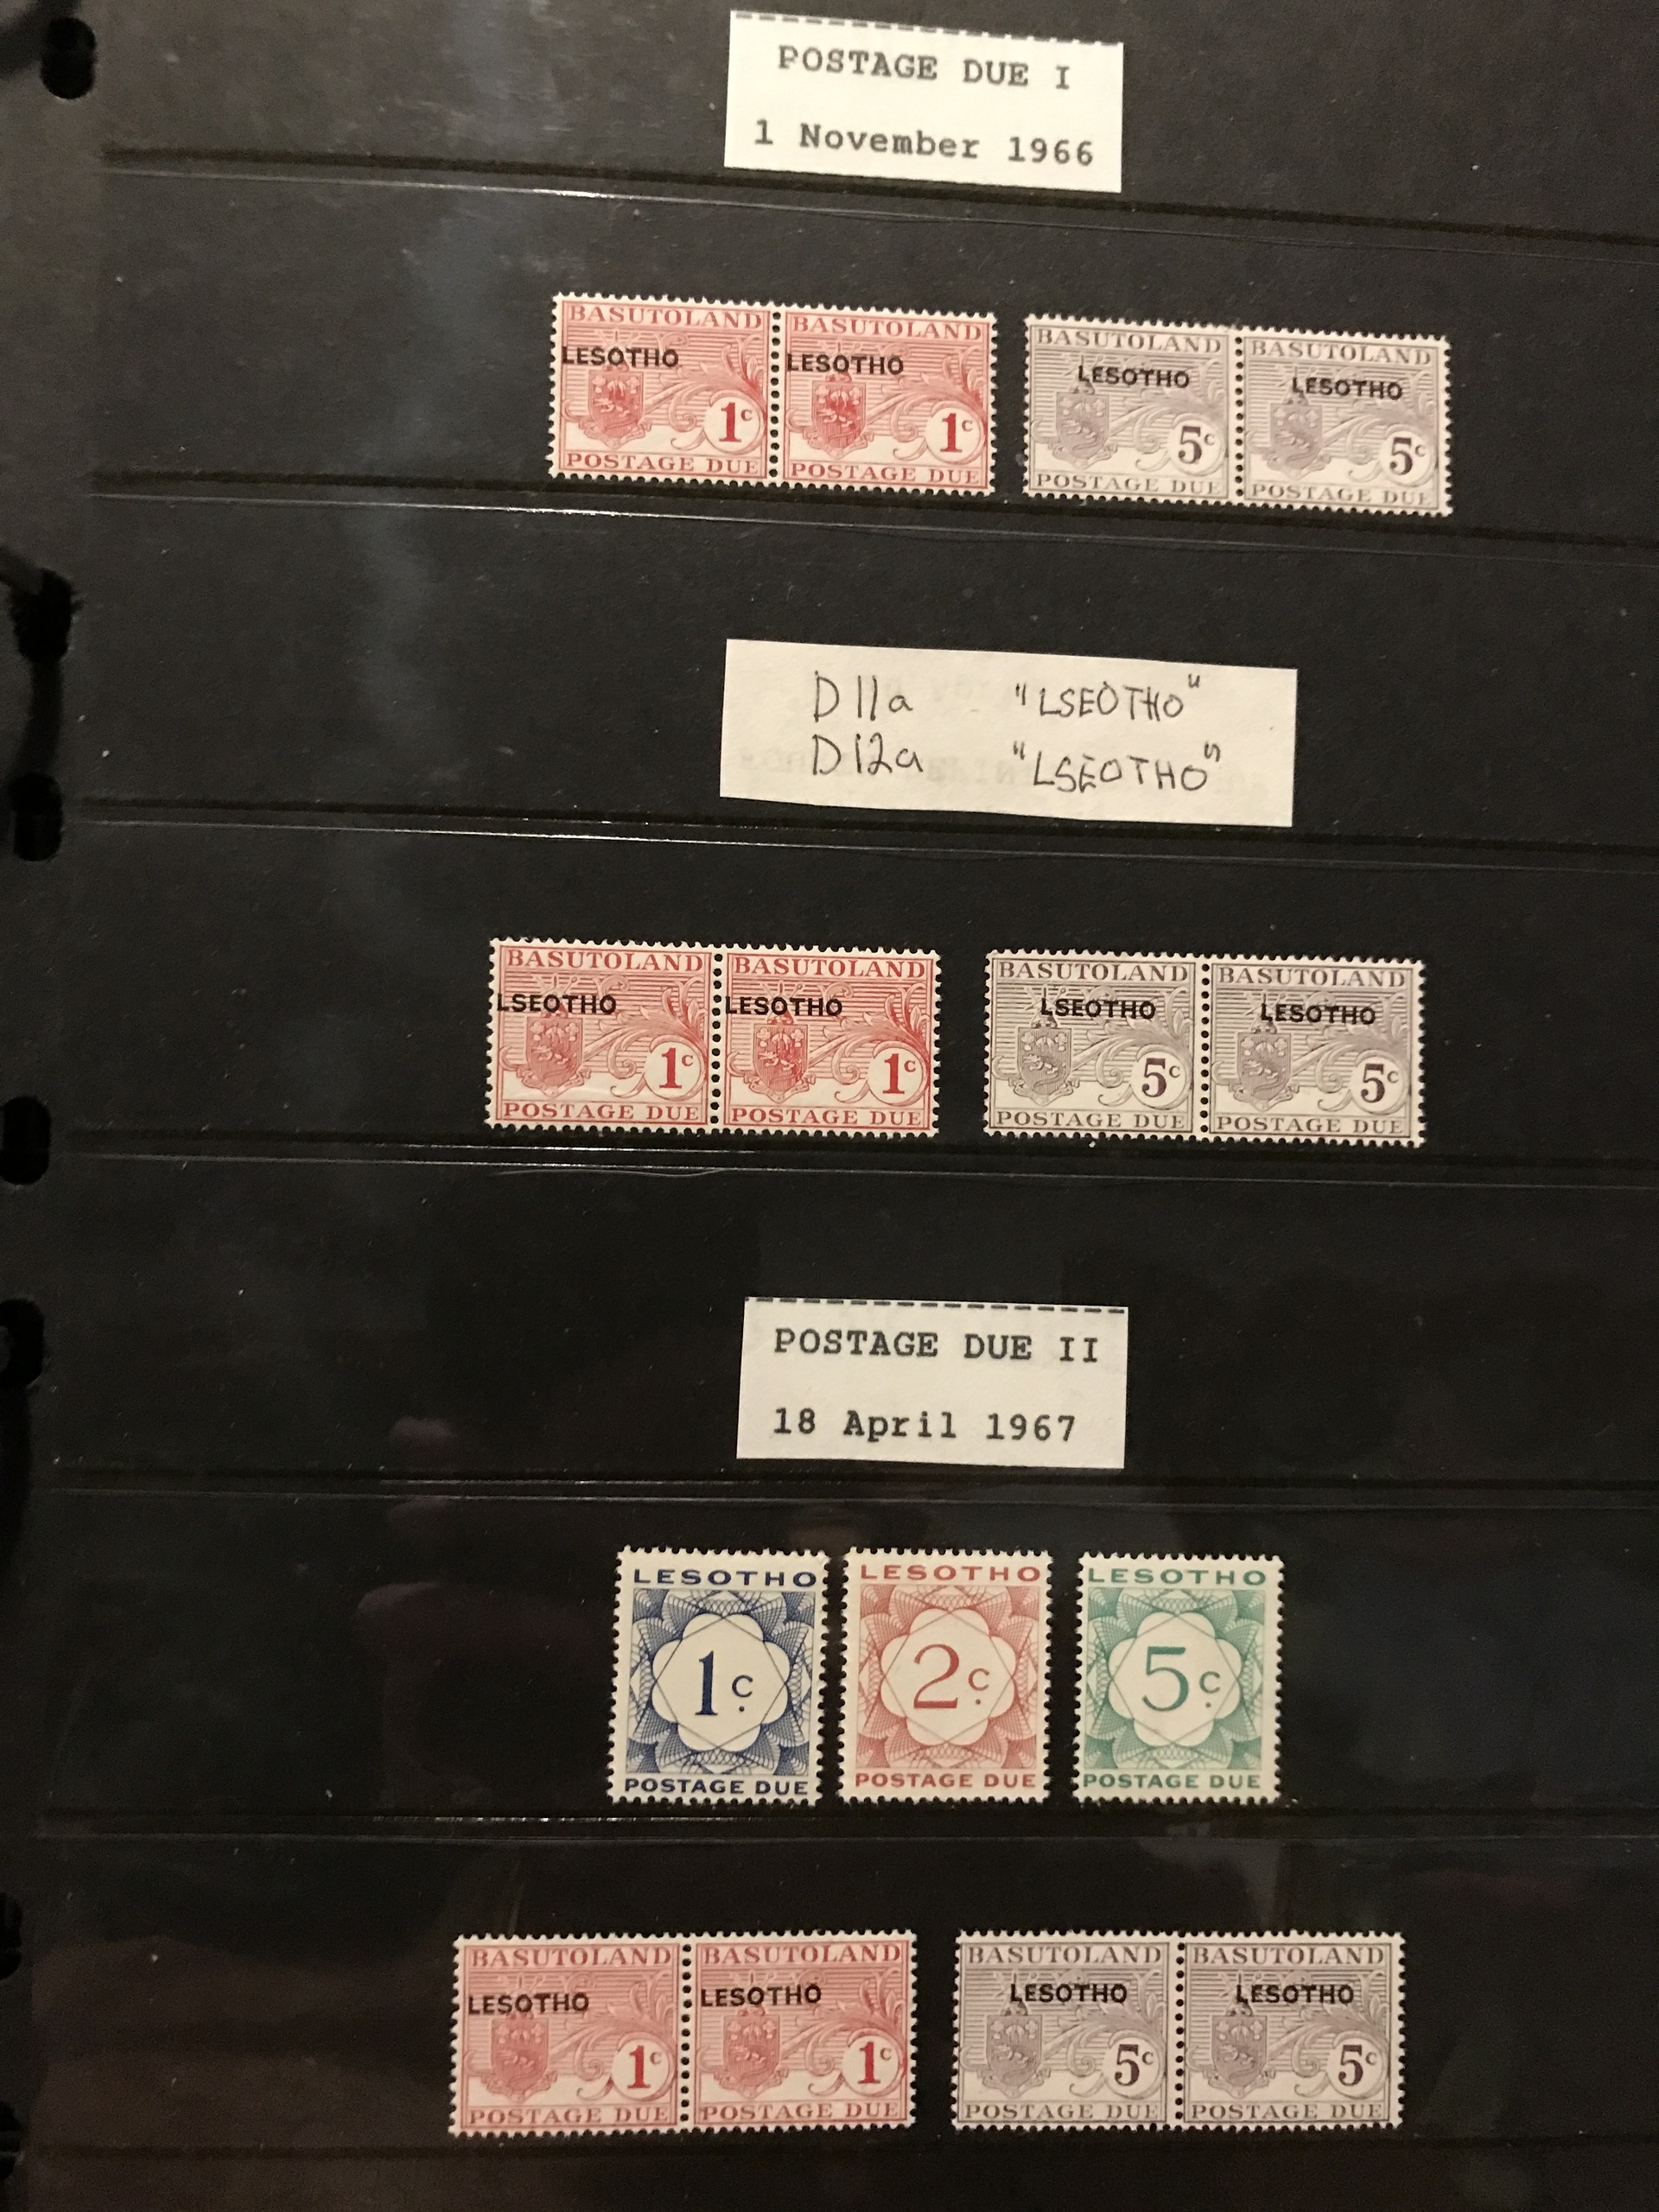 POSTAGE DUE I
1 November 1966
BASUTOLAND BASUTOLAND BASUTOLAND BASUTOLAND
LESOTHO LESOTHO LESOTHO LESOTHO
1c 1c 5c 5c
POSTAGE DUE POSTAGE DUE POSTAGE DUE POSTAGE DUE
D11a "LSEOTHO"
D12a "LSEOTHO"
BASUTOLAND BASUTOLAND BASUTOLAND BASUTOLAND
LSEOTHO LESOTHO LSEOTHO LESOTHO
1c 1c 5c 5c
POSTAGE DUE POSTAGE DUE POSTAGE DUE POSTAGE DUE
POSTAGE DUE II
18 April 1967
LESOTHO LESOTHO LESOTHO
1c. 2c. 5c.
POSTAGE DUE POSTAGE DUE POSTAGE DUE
BASUTOLAND BASUTOLAND BASUTOLAND BASUTOLAND
LESOTHO LESOTHO LESOTHO LESOTHO
1c 1c 5c 5c
POSTAGE DUE POSTAGE DUE POSTAGE DUE POSTAGE DUE